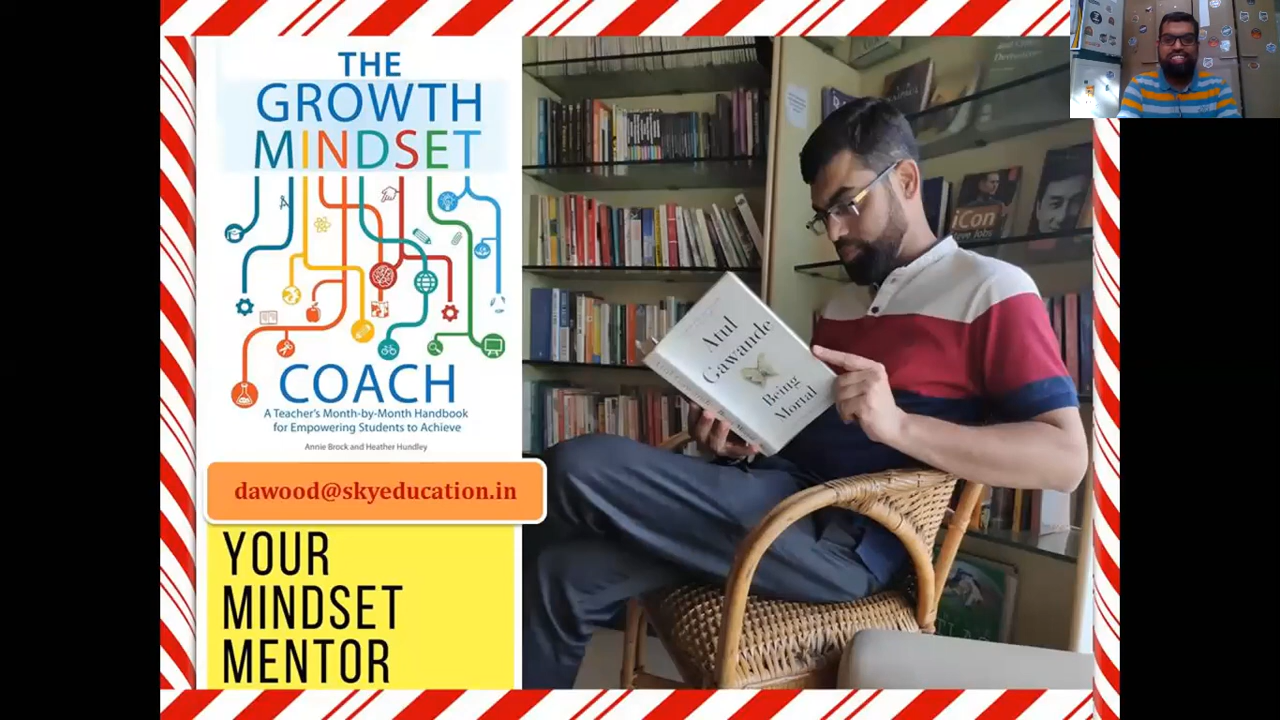 THE
GROWTH
MINDSET
COACH
A Teacher's Month-by-Month Handbook
for Empowering Students to Achieve
Annie Brock and Heather Hundley
dawood@skyeducation.in
YOUR
MINDSET
MENTOR
Atul
Gawande
Being
Mortal
iCon
Steve Jobs